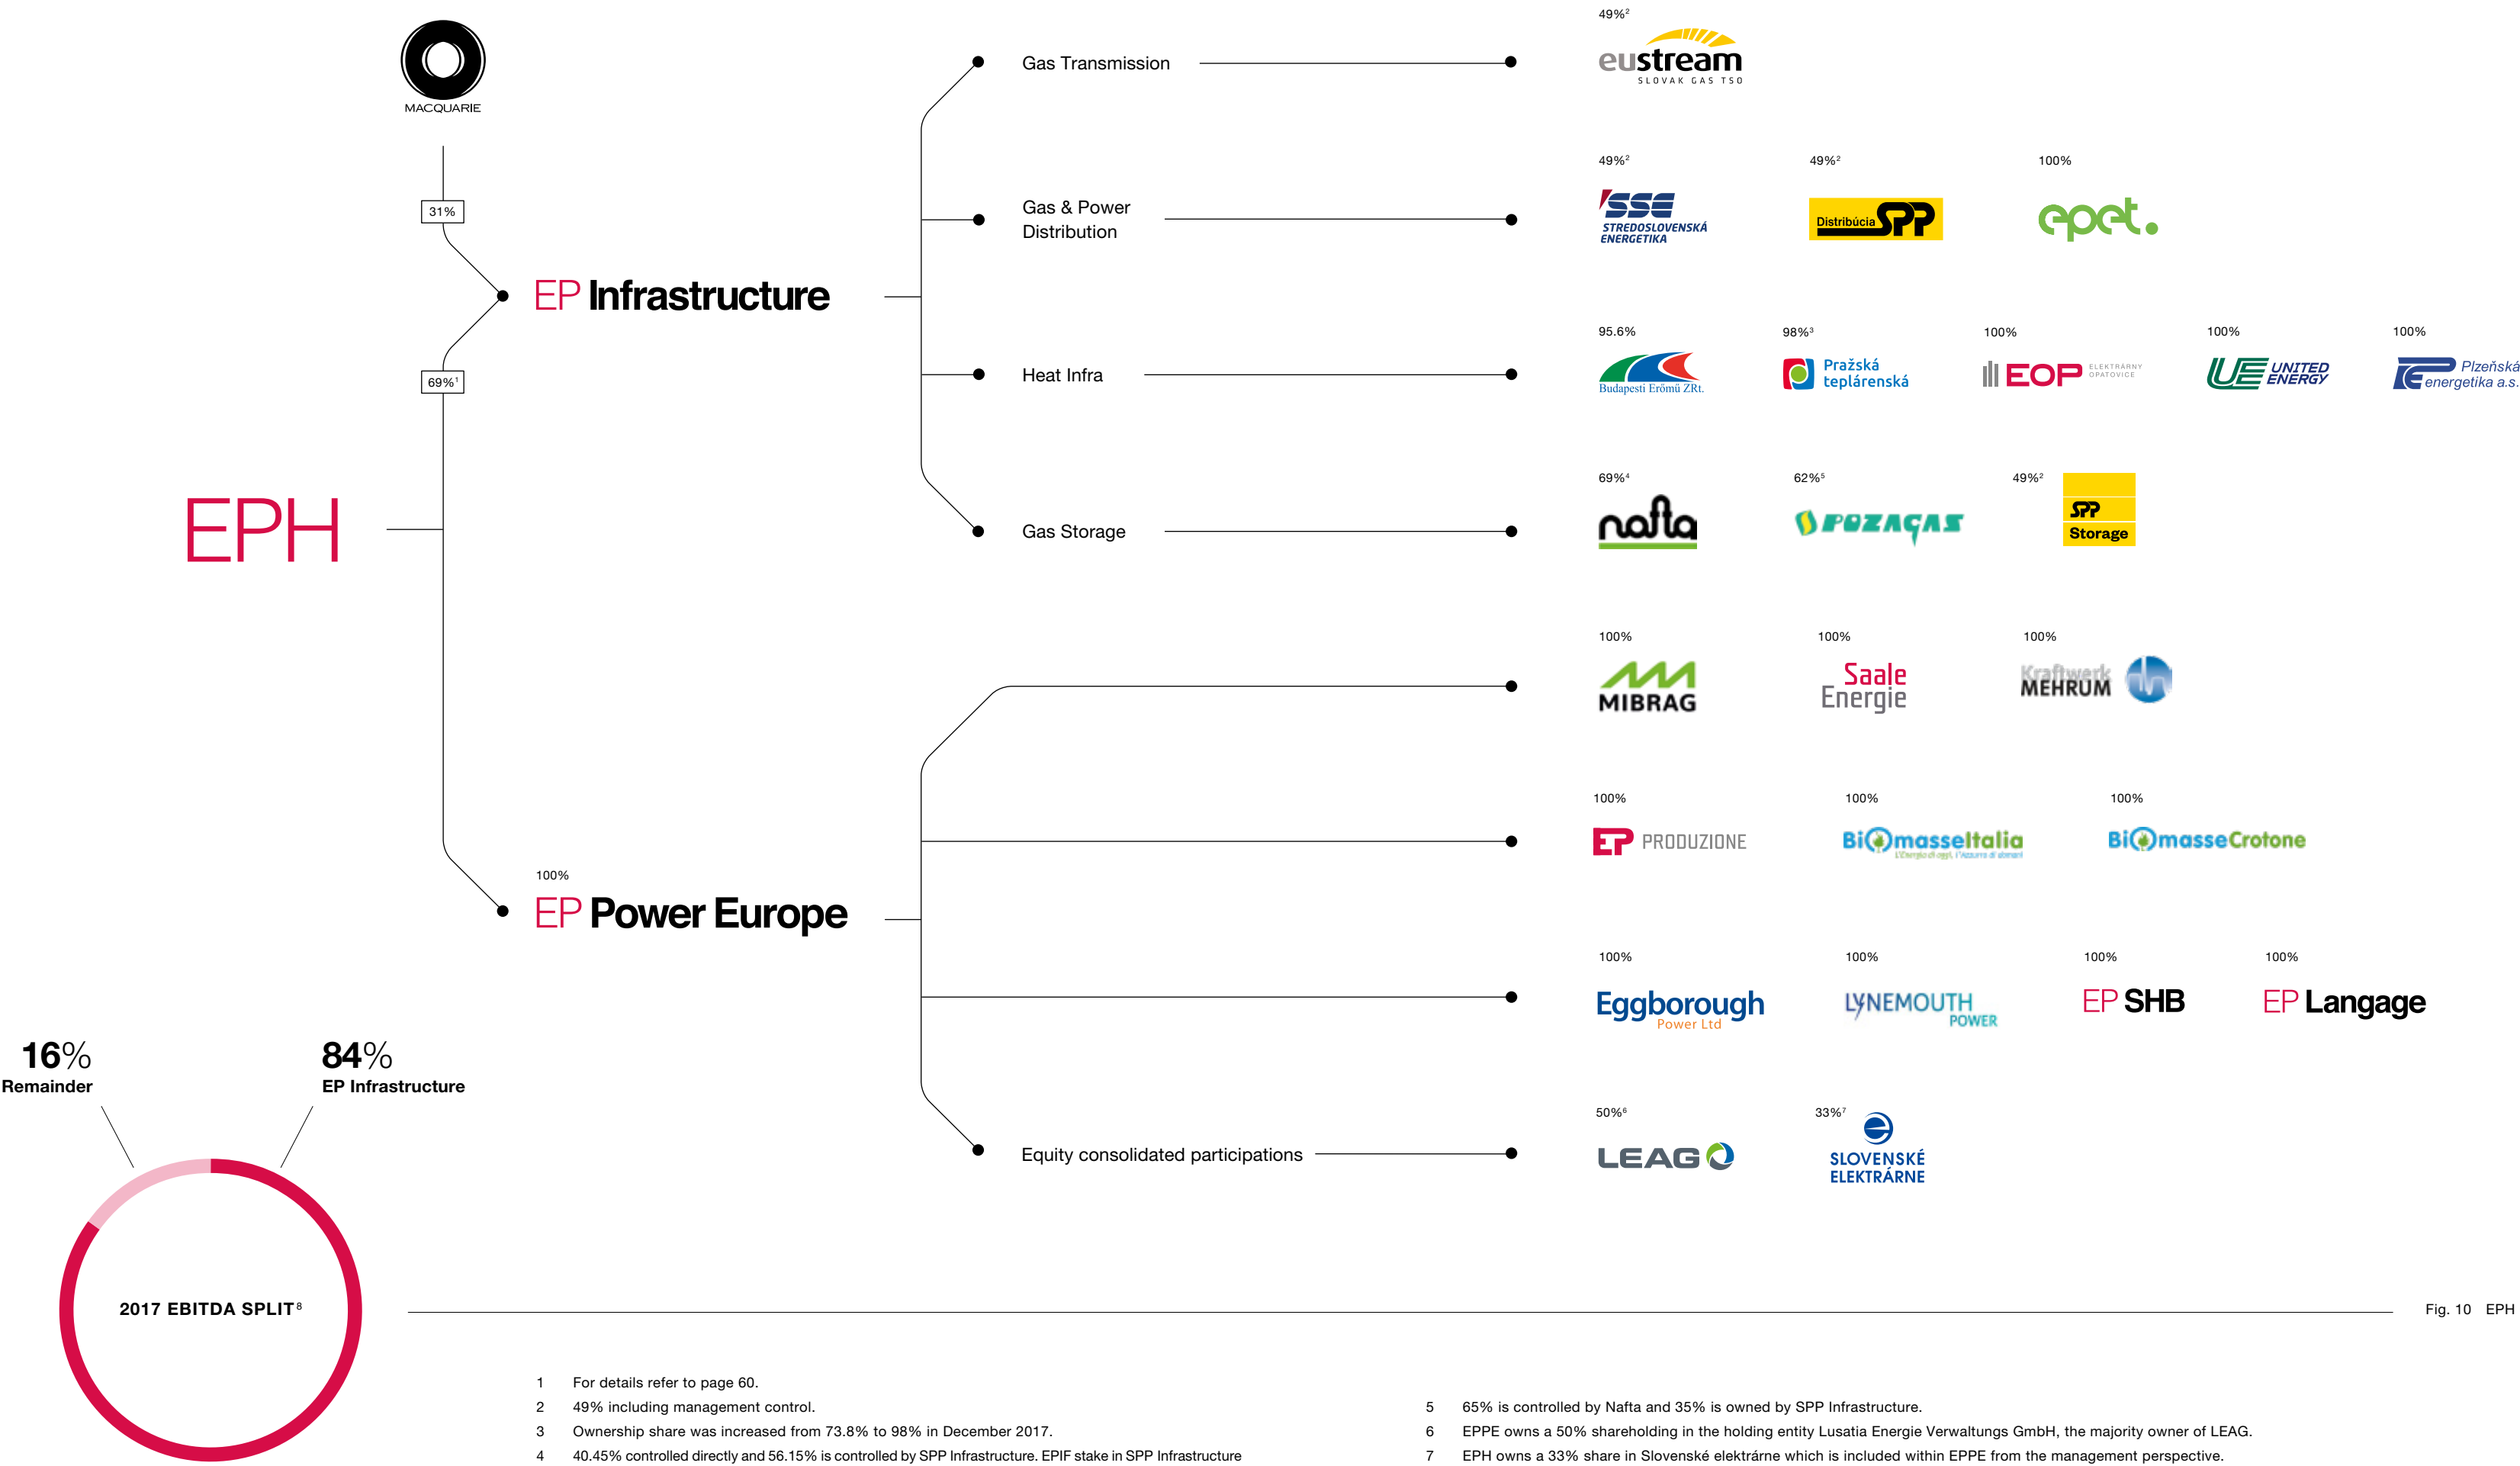 MACQUARIE
31%
69%¹
EPH
EP Infrastructure
Gas Transmission
49%²
eustream
SLOVAK GAS TSO
Gas & Power
Distribution
49%²
SSE
STREDOSLOVENSKÁ
ENERGETIKA
49%²
Distribúcia SPP
100%
epet.
Heat Infra
95.6%
Budapesti Erőmű ZRt.
98%³
Pražská
teplárenská
100%
EOP ELEKTRÁRNY
OPATOVICE
100%
UE UNITED
ENERGY
100%
PE Plzeňská
energetika a.s.
Gas Storage
69%⁴
nafta
62%⁵
POZAGAS
49%²
SPP
Storage
100%
EP Power Europe
100%
MIBRAG
100%
Saale
Energie
100%
Kraftwerk
MEHRUM
100%
EP PRODUZIONE
100%
BiomasseItalia
L'Energia di oggi, l'Azzurro di domani
100%
BiomasseCrotone
100%
Eggborough
Power Ltd
100%
LYNEMOUTH
POWER
100%
EP SHB
100%
EP Langage
Equity consolidated participations
50%⁶
LEAG
33%⁷
SLOVENSKÉ
ELEKTRÁRNE
16%
Remainder
84%
EP Infrastructure
2017 EBITDA SPLIT⁸
Fig. 10 EPH
1 For details refer to page 60.
2 49% including management control.
3 Ownership share was increased from 73.8% to 98% in December 2017.
4 40.45% controlled directly and 56.15% is controlled by SPP Infrastructure. EPIF stake in SPP Infrastructure
5 65% is controlled by Nafta and 35% is owned by SPP Infrastructure.
6 EPPE owns a 50% shareholding in the holding entity Lusatia Energie Verwaltungs GmbH, the majority owner of LEAG.
7 EPH owns a 33% share in Slovenské elektrárne which is included within EPPE from the management perspective.